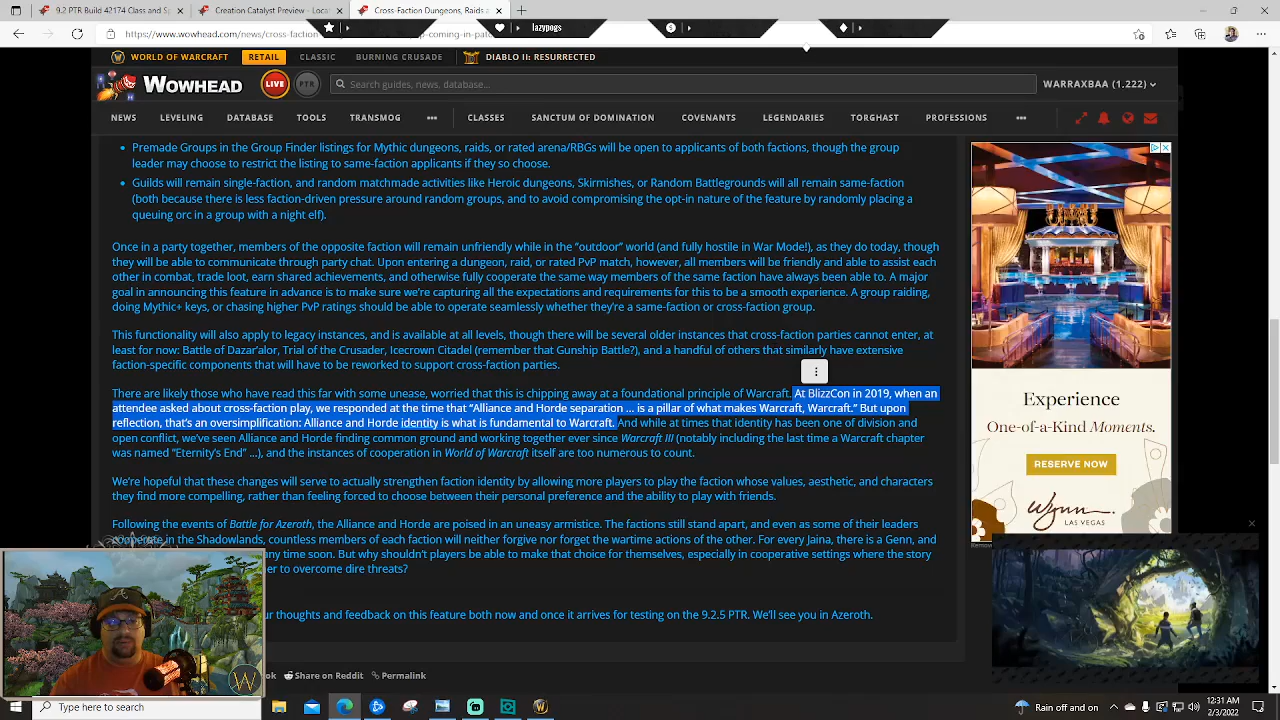 9.2 PTR Raid Testing Schedule
9.2 Class Tuning Coming with t
Cross-Faction
https://www.wowhead.com/news/cross-faction
coming-in-patc
lazypogs
WORLD OF WARCRAFT RETAIL CLASSIC BURNING CRUSADE DIABLO II: RESURRECTED
WOWHEAD LIVE PTR Search guides, news, database... WARRAXBAA (1.222)
NEWS LEVELING DATABASE TOOLS TRANSMOG ••• CLASSES SANCTUM OF DOMINATION COVENANTS LEGENDARIES TORGHAST PROFESSIONS •••
• Premade Groups in the Group Finder listings for Mythic dungeons, raids, or rated arena/RBGs will be open to applicants of both factions, though the group
leader may choose to restrict the listing to same-faction applicants if they so choose.
• Guilds will remain single-faction, and random matchmade activities like Heroic dungeons, Skirmishes, or Random Battlegrounds will all remain same-faction
(both because there is less faction-driven pressure around random groups, and to avoid compromising the opt-in nature of the feature by randomly placing a
queuing orc in a group with a night elf).
Once in a party together, members of the opposite faction will remain unfriendly while in the “outdoor” world (and fully hostile in War Mode!), as they do today, though
they will be able to communicate through party chat. Upon entering a dungeon, raid, or rated PvP match, however, all members will be friendly and able to assist each
other in combat, trade loot, earn shared achievements, and otherwise fully cooperate the same way members of the same faction have always been able to. A major
goal in announcing this feature in advance is to make sure we’re capturing all the expectations and requirements for this to be a smooth experience. A group raiding,
doing Mythic+ keys, or chasing higher PvP ratings should be able to operate seamlessly whether they’re a same-faction or cross-faction group.
This functionality will also apply to legacy instances, and is available at all levels, though there will be several older instances that cross-faction parties cannot enter, at
least for now: Battle of Dazar’alor, Trial of the Crusader, Icecrown Citadel (remember that Gunship Battle?), and a handful of others that similarly have extensive
faction-specific components that will have to be reworked to support cross-faction parties.
There are likely those who have read this far with some unease, worried that this is chipping away at a foundational principle of Warcraft. At BlizzCon in 2019, when an
attendee asked about cross-faction play, we responded at the time that “Alliance and Horde separation … is a pillar of what makes Warcraft, Warcraft.” But upon
reflection, that’s an oversimplification: Alliance and Horde identity is what is fundamental to Warcraft. And while at times that identity has been one of division and
open conflict, we’ve seen Alliance and Horde finding common ground and working together ever since Warcraft III (notably including the last time a Warcraft chapter
was named “Eternity’s End” …), and the instances of cooperation in World of Warcraft itself are too numerous to count.
We’re hopeful that these changes will serve to actually strengthen faction identity by allowing more players to play the faction whose values, aesthetic, and characters
they find more compelling, rather than feeling forced to choose between their personal preference and the ability to play with friends.
Following the events of Battle for Azeroth, the Alliance and Horde are poised in an uneasy armistice. The factions still stand apart, and even as some of their leaders
cooperate in the Shadowlands, countless members of each faction will neither forgive nor forget the wartime actions of the other. For every Jaina, there is a Genn, and
any time soon. But why shouldn’t players be able to make that choice for themselves, especially in cooperative settings where the story
er to overcome dire threats?
ur thoughts and feedback on this feature both now and once it arrives for testing on the 9.2.5 PTR. We’ll see you in Azeroth.
ok Share on Reddit Permalink
Experience
One-of-a-Kind Moments.
RESERVE NOW
Wynn
LAS VEGAS
Remove
Type here to search
Rain to stop
12:31 AM
2/3/2022